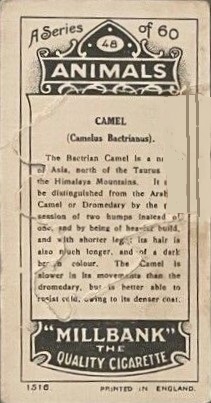 A Series of 60
48
ANIMALS
CAMEL
(Camelus Bactrianus).
The Bactrian Camel is a
of Asia, north of the Taurus
the Himalaya Mountains. It
be distinguished from the
Camel or Dromedary by the
session of two humps instead of
one, and by being of heavier build,
and with shorter legs; its hair is
also much longer, and of a dark
brown colour. The Camel is
slower in its movements than the
dromedary, but is better able to
resist cold, owing to its denser coat.
"MILLBANK"
THE
QUALITY CIGARETTE
1516.
PRINTED IN ENGLAND.